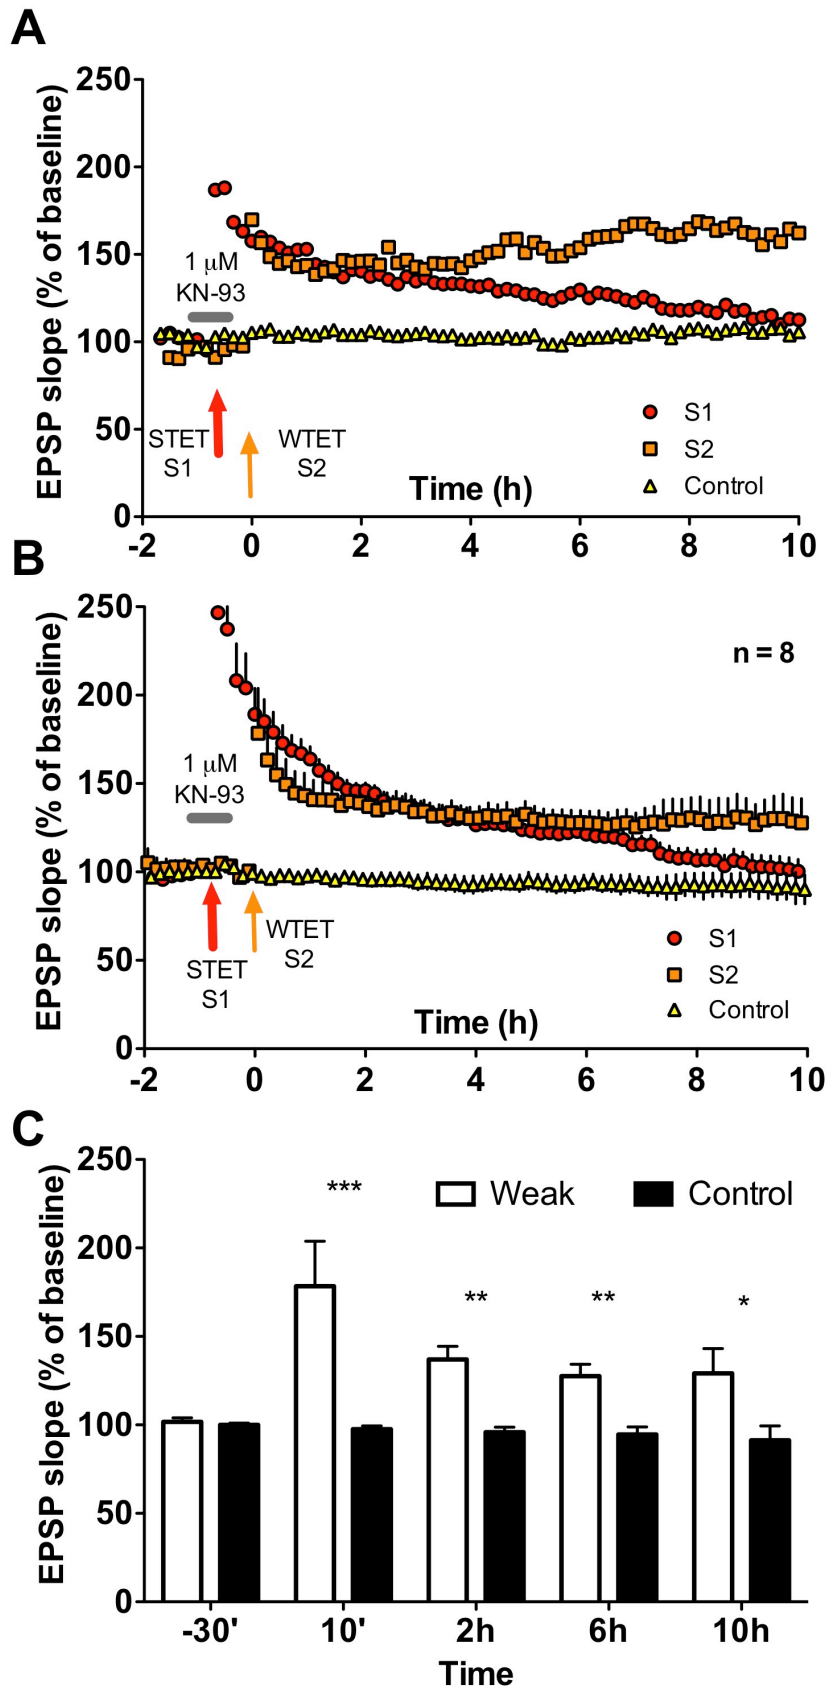 A
EPSP slope (% of baseline)
250
200
150
100
50
0
1 µM
KN-93
STET
S1
WTET
S2
S1
S2
Control
Time (h)
-2 0 2 4 6 8 10
B
EPSP slope (% of baseline)
250
200
150
100
50
0
n = 8
1 µM
KN-93
STET
S1
WTET
S2
S1
S2
Control
Time (h)
-2 0 2 4 6 8 10
C
EPSP slope (% of baseline)
250
200
150
100
50
0
Weak Control
*** ** ** *
-30' 10' 2h 6h 10h
Time